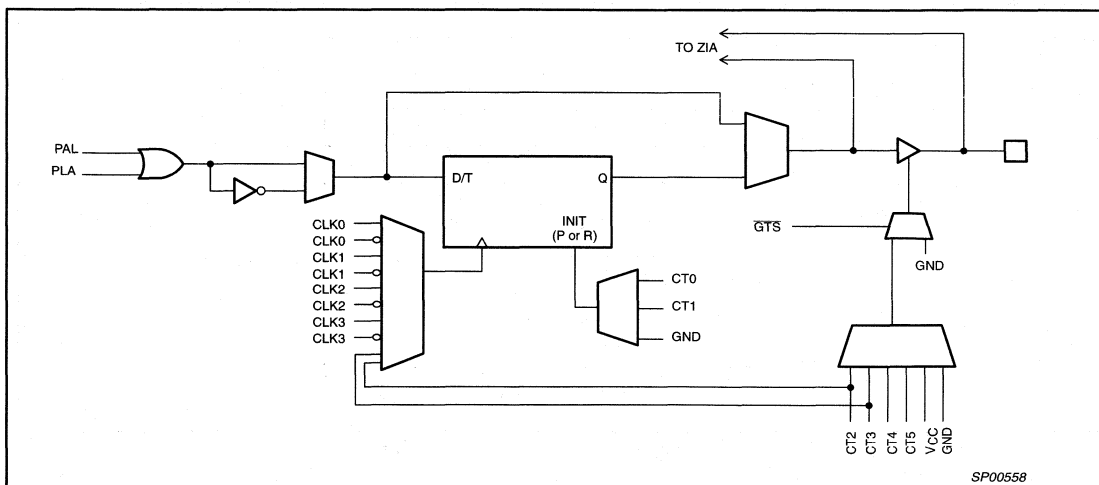 TO ZIA
PAL
PLA
D/T
Q
INIT
(P or R)
CLK0
CLK0
CLK1
CLK1
CLK2
CLK2
CLK3
CLK3
CT0
CT1
GND
GTS
GND
CT2
CT3
CT4
CT5
VCC
GND
SP00558